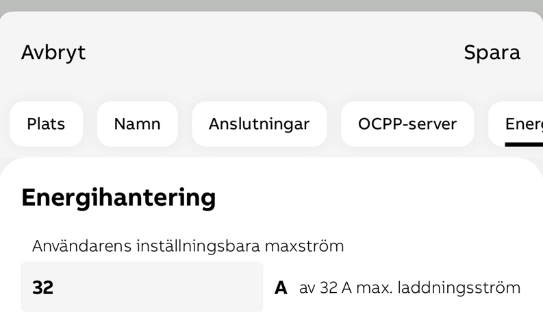 Avbryt Spara
Plats Namn Anslutningar OCPP-server
Energihantering
Användarens inställningsbara maxström
32 A av 32 A max. laddningsström